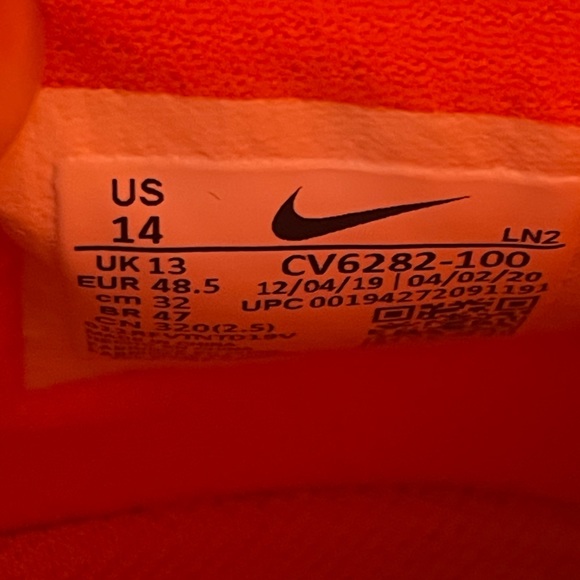 US
14
LN2
UK 13
EUR 48.5
cm 32
BR 47
CN 320(2.5)
CV6282-100
12/04/19 | 04/02/20
UPC 00194272091191